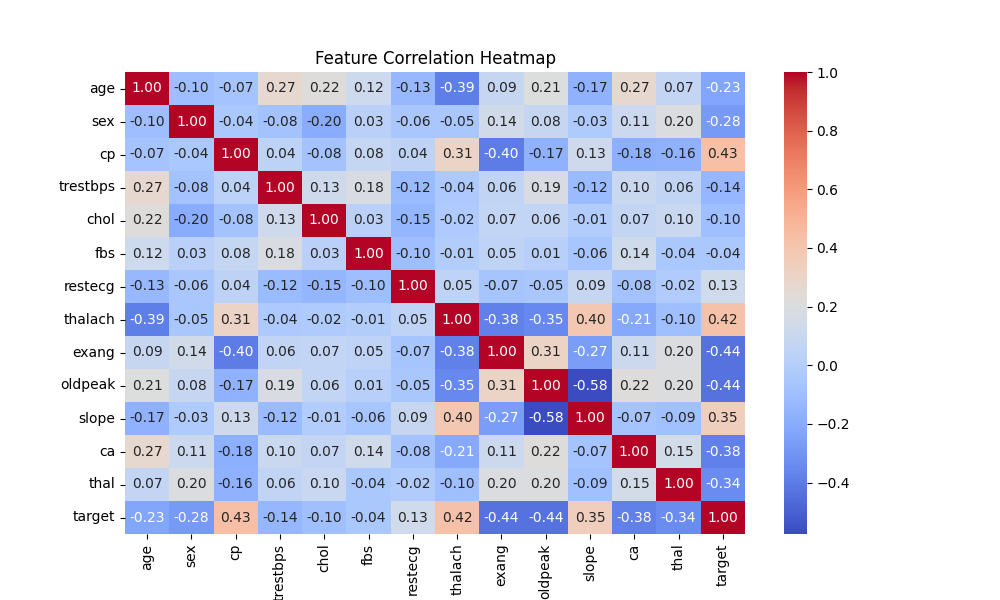 Feature Correlation Heatmap
age 1.00 -0.10 -0.07 0.27 0.22 0.12 -0.13 -0.39 0.09 0.21 -0.17 0.27 0.07 -0.23
sex -0.10 1.00 -0.04 -0.08 -0.20 0.03 -0.06 -0.05 0.14 0.08 -0.03 0.11 0.20 -0.28
cp -0.07 -0.04 1.00 0.04 -0.08 0.08 0.04 0.31 -0.40 -0.17 0.13 -0.18 -0.16 0.43
trestbps 0.27 -0.08 0.04 1.00 0.13 0.18 -0.12 -0.04 0.06 0.19 -0.12 0.10 0.06 -0.14
chol 0.22 -0.20 -0.08 0.13 1.00 0.03 -0.15 -0.02 0.07 0.06 -0.01 0.07 0.10 -0.10
fbs 0.12 0.03 0.08 0.18 0.03 1.00 -0.10 -0.01 0.05 0.01 -0.06 0.14 -0.04 -0.04
restecg -0.13 -0.06 0.04 -0.12 -0.15 -0.10 1.00 0.05 -0.07 -0.05 0.09 -0.08 -0.02 0.13
thalach -0.39 -0.05 0.31 -0.04 -0.02 -0.01 0.05 1.00 -0.38 -0.35 0.40 -0.21 -0.10 0.42
exang 0.09 0.14 -0.40 0.06 0.07 0.05 -0.07 -0.38 1.00 0.31 -0.27 0.11 0.20 -0.44
oldpeak 0.21 0.08 -0.17 0.19 0.06 0.01 -0.05 -0.35 0.31 1.00 -0.58 0.22 0.20 -0.44
slope -0.17 -0.03 0.13 -0.12 -0.01 -0.06 0.09 0.40 -0.27 -0.58 1.00 -0.07 -0.09 0.35
ca 0.27 0.11 -0.18 0.10 0.07 0.14 -0.08 -0.21 0.11 0.22 -0.07 1.00 0.15 -0.38
thal 0.07 0.20 -0.16 0.06 0.10 -0.04 -0.02 -0.10 0.20 0.20 -0.09 0.15 1.00 -0.34
target -0.23 -0.28 0.43 -0.14 -0.10 -0.04 0.13 0.42 -0.44 -0.44 0.35 -0.38 -0.34 1.00
age sex cp trestbps chol fbs restecg thalach exang oldpeak slope ca thal target
1.0
0.8
0.6
0.4
0.2
0.0
−0.2
−0.4